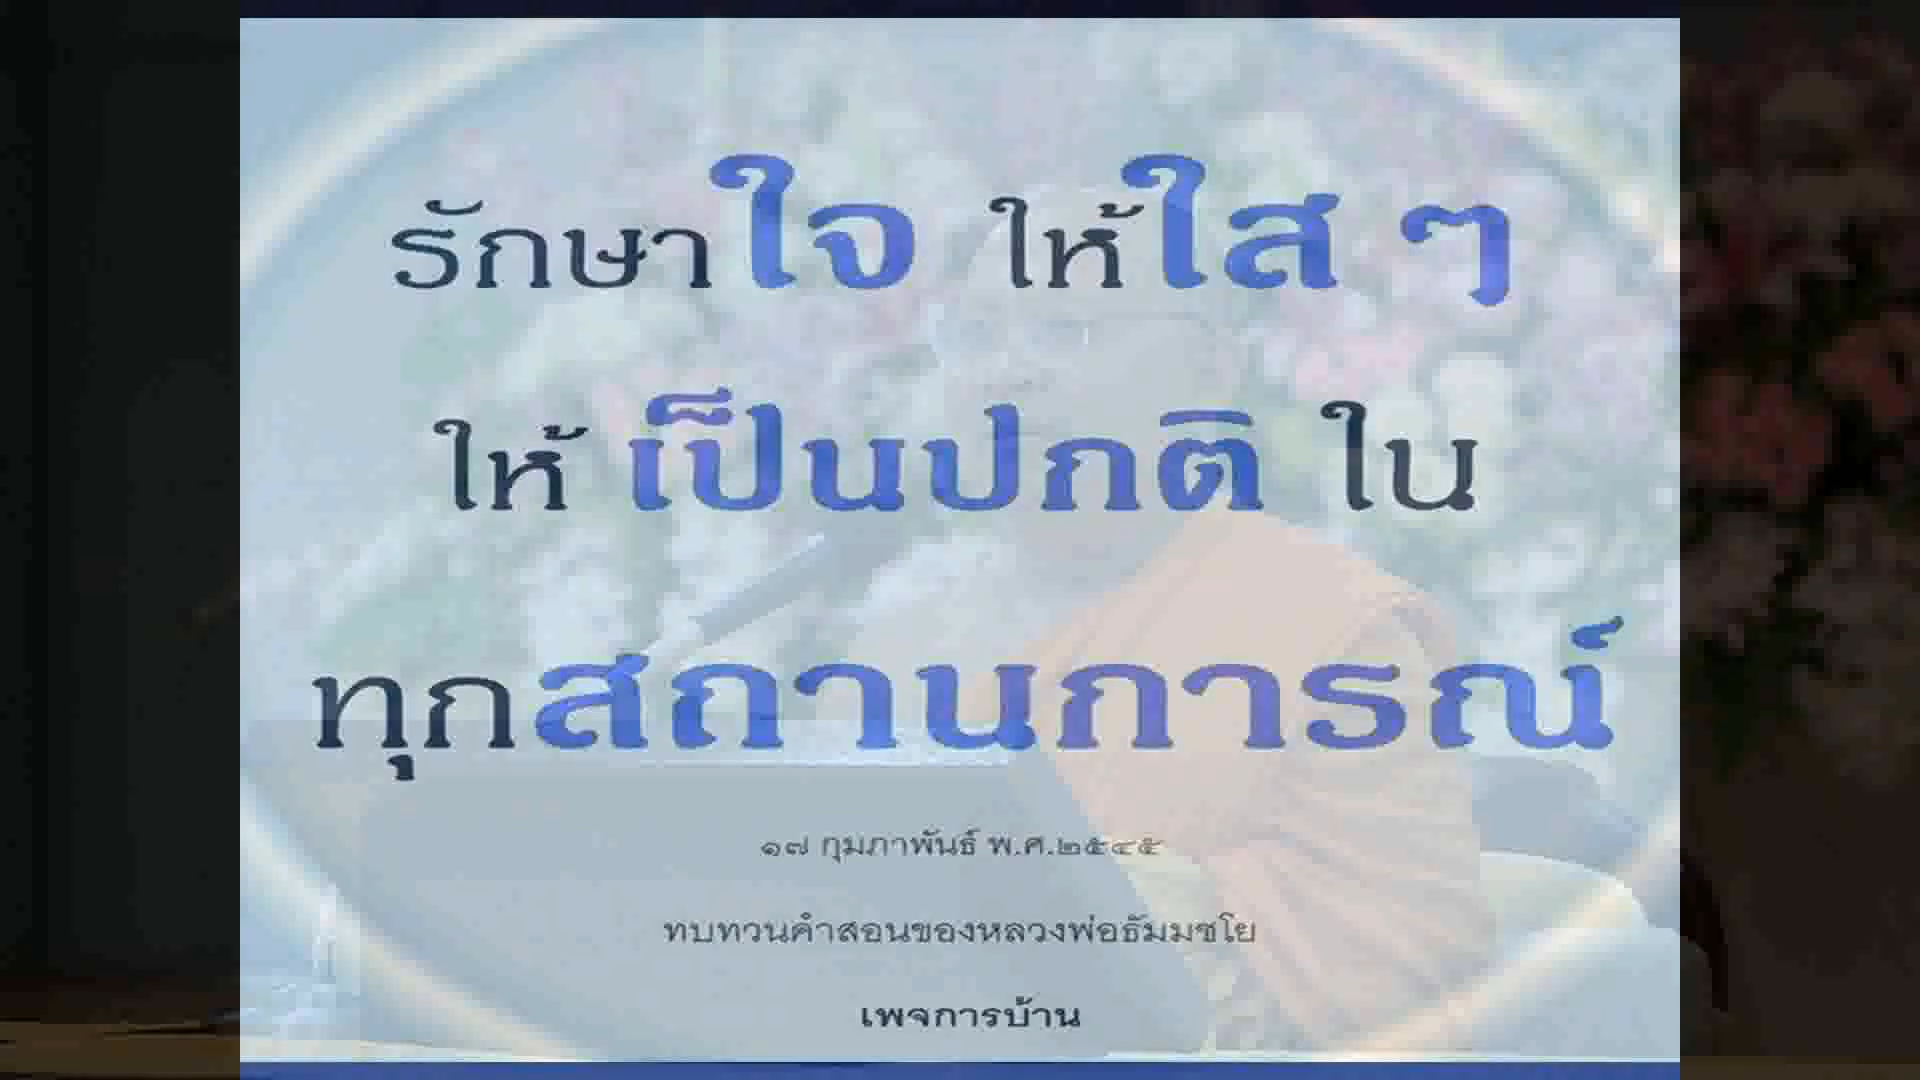 รักษาใจ ให้ใส ๆ
ให้ เป็นปกติ ใน
ทุกสถานการณ์
๑๗ กุมภาพันธ์ พ.ศ.๒๕๔๕
ทบทวนคำสอนของหลวงพ่อธัมมชโย
เพจการบ้าน